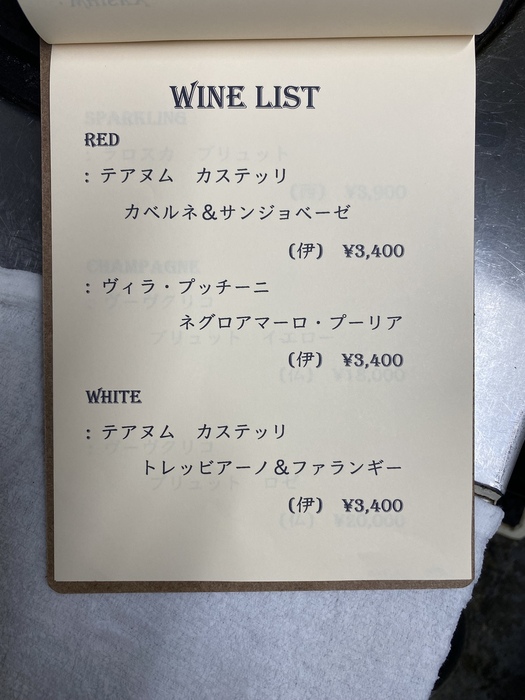 WINE LIST
RED
: テアヌム　カステッリ
カベルネ&サンジョベーゼ
(伊)　¥3,400
: ヴィラ・プッチーニ
ネグロアマーロ・プーリア
(伊)　¥3,400
WHITE
: テアヌム　カステッリ
トレッビアーノ&ファランギー
(伊)　¥3,400